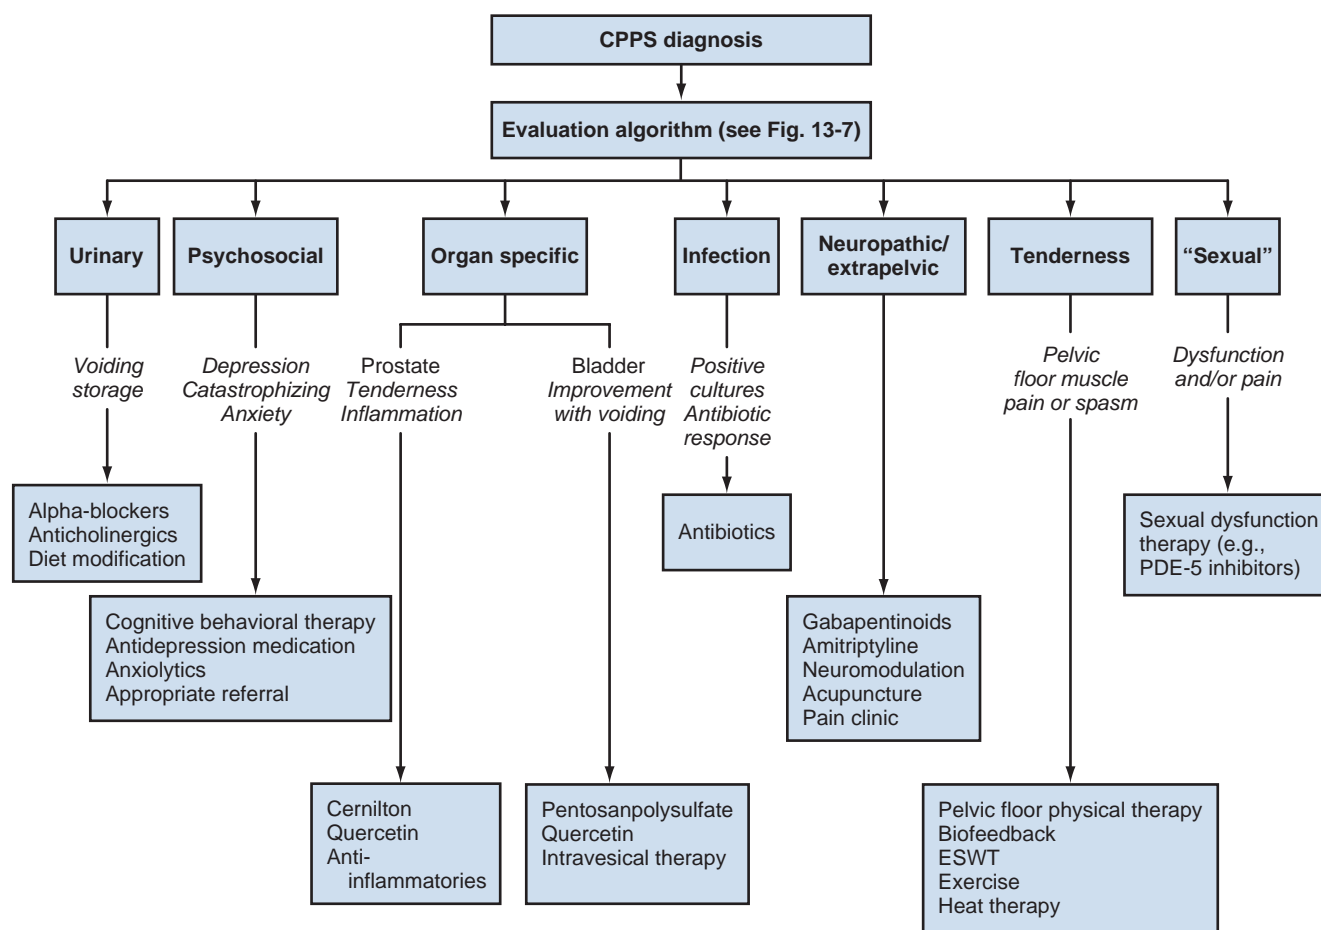 CPPS diagnosis
Evaluation algorithm (see Fig. 13-7)
Urinary
Psychosocial
Organ specific
Infection
Neuropathic/
extrapelvic
Tenderness
“Sexual”
Voiding
storage
Depression
Catastrophizing
Anxiety
Prostate
Tenderness
Inflammation
Bladder
Improvement
with voiding
Positive
cultures
Antibiotic
response
Pelvic
floor muscle
pain or spasm
Dysfunction
and/or pain
Alpha-blockers
Anticholinergics
Diet modification
Cognitive behavioral therapy
Antidepression medication
Anxiolytics
Appropriate referral
Cernilton
Quercetin
Anti-
inflammatories
Pentosanpolysulfate
Quercetin
Intravesical therapy
Antibiotics
Gabapentinoids
Amitriptyline
Neuromodulation
Acupuncture
Pain clinic
Pelvic floor physical therapy
Biofeedback
ESWT
Exercise
Heat therapy
Sexual dysfunction
therapy (e.g.,
PDE-5 inhibitors)